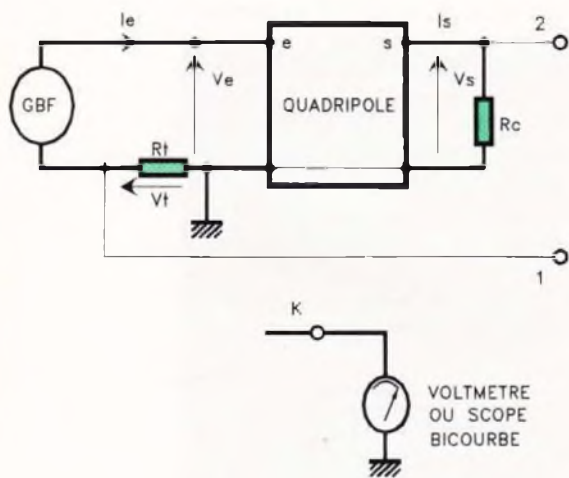 Ie
Is
2
e
s
Ve
Vs
GBF
QUADRIPOLE
Rc
Rt
Vt
1
K
VOLTMETRE
OU SCOPE
BICOURBE